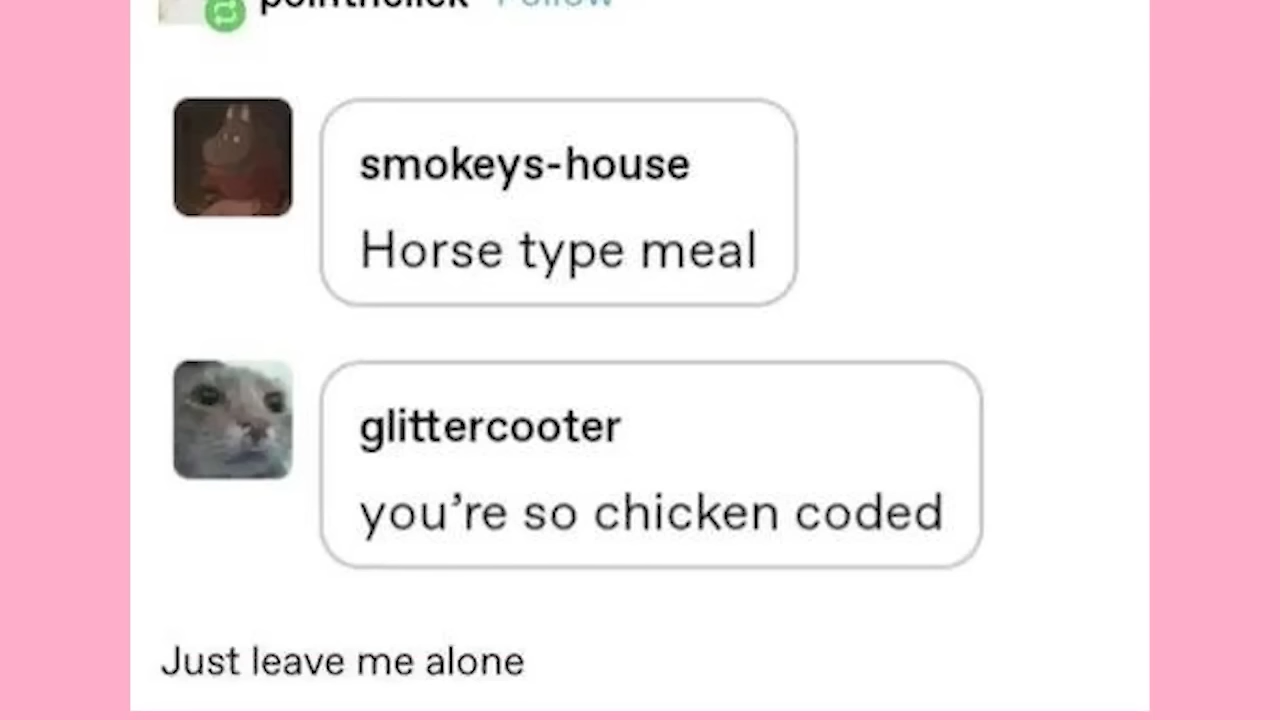 smokeys-house
Horse type meal
glittercooter
you're so chicken coded
Just leave me alone